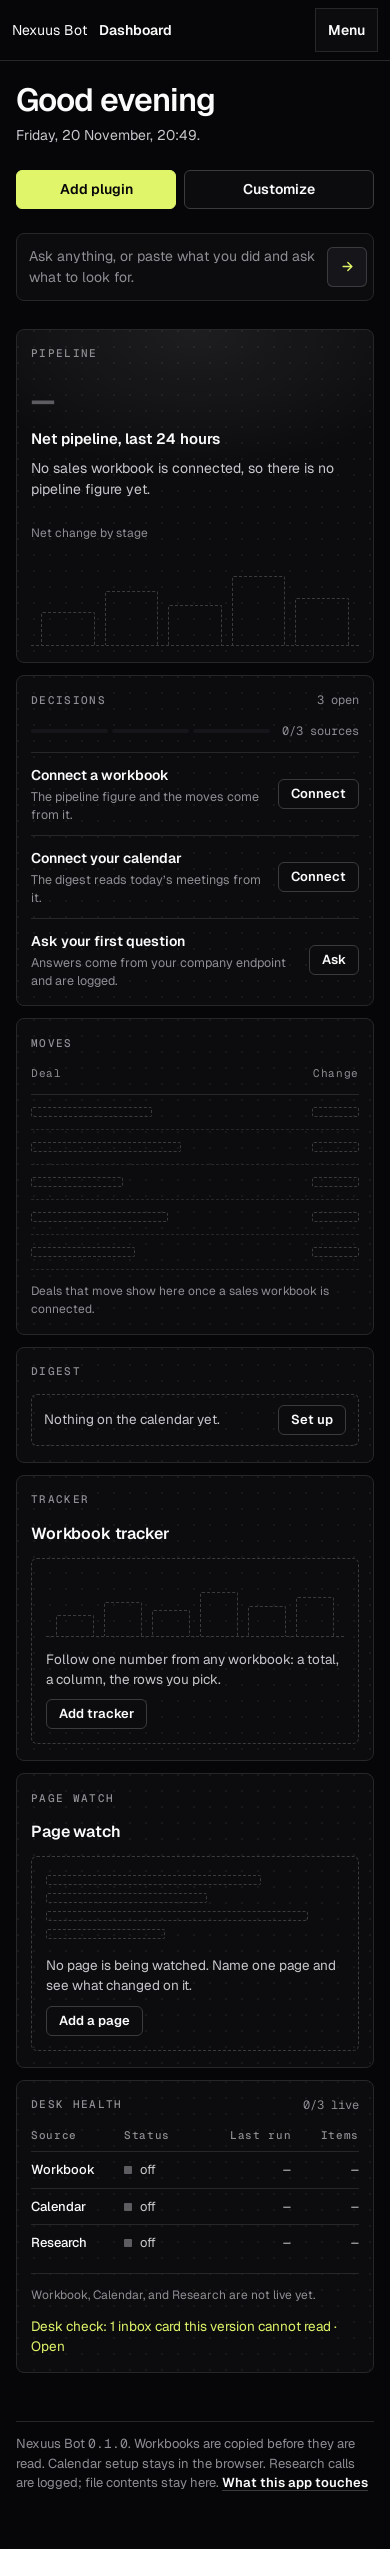 Nexuus Bot Dashboard Menu
Good evening
Friday, 20 November, 20:49.
Add plugin Customize
Ask anything, or paste what you did and ask
what to look for.
→
PIPELINE
—
Net pipeline, last 24 hours
No sales workbook is connected, so there is no
pipeline figure yet.
Net change by stage
DECISIONS 3 open
0/3 sources
Connect a workbook
The pipeline figure and the moves come
from it.
Connect
Connect your calendar
The digest reads today's meetings from
it.
Connect
Ask your first question
Answers come from your company endpoint
and are logged.
Ask
MOVES
Deal Change
Deals that move show here once a sales workbook is
connected.
DIGEST
Nothing on the calendar yet. Set up
TRACKER
Workbook tracker
Follow one number from any workbook: a total,
a column, the rows you pick.
Add tracker
PAGE WATCH
Page watch
No page is being watched. Name one page and
see what changed on it.
Add a page
DESK HEALTH 0/3 live
Source Status Last run Items
Workbook off — —
Calendar off — —
Research off — —
Workbook, Calendar, and Research are not live yet.
Desk check: 1 inbox card this version cannot read ·
Open
Nexuus Bot 0.1.0. Workbooks are copied before they are
read. Calendar setup stays in the browser. Research calls
are logged; file contents stay here. What this app touches